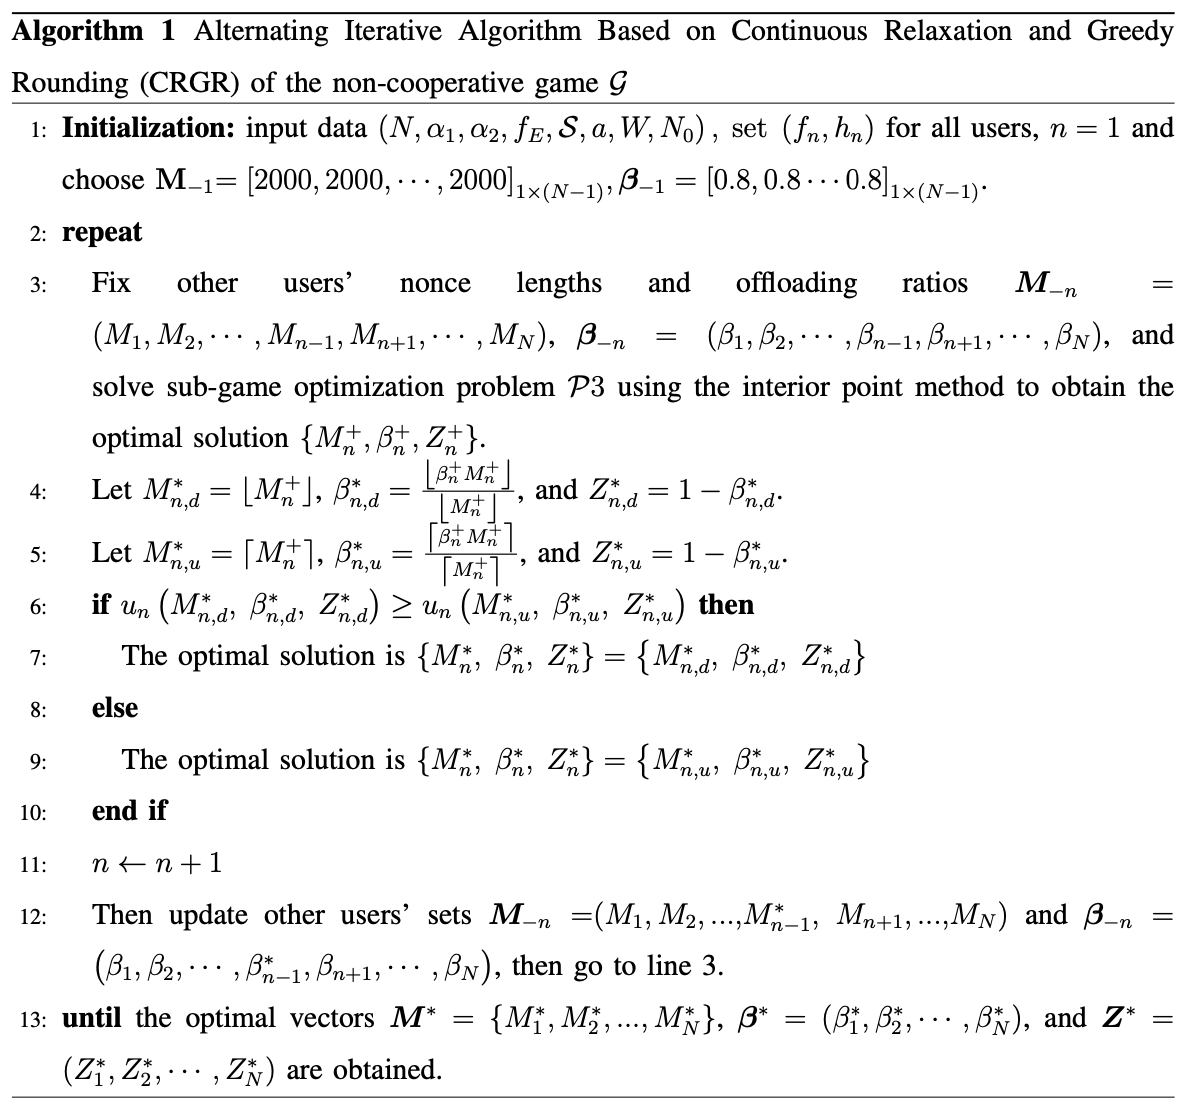 Algorithm 1 Alternating Iterative Algorithm Based on Continuous Relaxation and Greedy
Rounding (CRGR) of the non-cooperative game $\mathcal{G}$
1: Initialization: input data $(N, \alpha_1, \alpha_2, f_E, \mathcal{S}, a, W, N_0)$, set $(f_n, h_n)$ for all users, $n = 1$ and
choose $\mathbf{M}_{-1} = [2000, 2000, \cdots, 2000]_{1\times(N-1)}, \boldsymbol{\beta}_{-1} = [0.8, 0.8 \cdots 0.8]_{1\times(N-1)}$.
2: repeat
3: Fix other users' nonce lengths and offloading ratios $\boldsymbol{M}_{-n}$ =
$(M_1, M_2, \cdots, M_{n-1}, M_{n+1}, \cdots, M_N)$, $\boldsymbol{\beta}_{-n} = (\beta_1, \beta_2, \cdots, \beta_{n-1}, \beta_{n+1}, \cdots, \beta_N)$, and
solve sub-game optimization problem $\mathcal{P}3$ using the interior point method to obtain the
optimal solution $\{M_n^+, \beta_n^+, Z_n^+\}$.
4: Let $M_{n,d}^* = \lfloor M_n^+ \rfloor$, $\beta_{n,d}^* = \frac{\lfloor \beta_n^+ M_n^+ \rfloor}{\lfloor M_n^+ \rfloor}$, and $Z_{n,d}^* = 1 - \beta_{n,d}^*$.
5: Let $M_{n,u}^* = \lceil M_n^+ \rceil$, $\beta_{n,u}^* = \frac{\lceil \beta_n^+ M_n^+ \rceil}{\lceil M_n^+ \rceil}$, and $Z_{n,u}^* = 1 - \beta_{n,u}^*$.
6: if $u_n(M_{n,d}^*, \beta_{n,d}^*, Z_{n,d}^*) \geq u_n(M_{n,u}^*, \beta_{n,u}^*, Z_{n,u}^*)$ then
7: The optimal solution is $\{M_n^*, \beta_n^*, Z_n^*\} = \{M_{n,d}^*, \beta_{n,d}^*, Z_{n,d}^*\}$
8: else
9: The optimal solution is $\{M_n^*, \beta_n^*, Z_n^*\} = \{M_{n,u}^*, \beta_{n,u}^*, Z_{n,u}^*\}$
10: end if
11: $n \leftarrow n + 1$
12: Then update other users' sets $\boldsymbol{M}_{-n} = (M_1, M_2, ..., M_{n-1}^*, M_{n+1}, ..., M_N)$ and $\boldsymbol{\beta}_{-n}$ =
$(\beta_1, \beta_2, \cdots, \beta_{n-1}^*, \beta_{n+1}, \cdots, \beta_N)$, then go to line 3.
13: until the optimal vectors $\boldsymbol{M}^* = \{M_1^*, M_2^*, ..., M_N^*\}$, $\boldsymbol{\beta}^* = (\beta_1^*, \beta_2^*, \cdots, \beta_N^*)$, and $\boldsymbol{Z}^*$ =
$(Z_1^*, Z_2^*, \cdots, Z_N^*)$ are obtained.